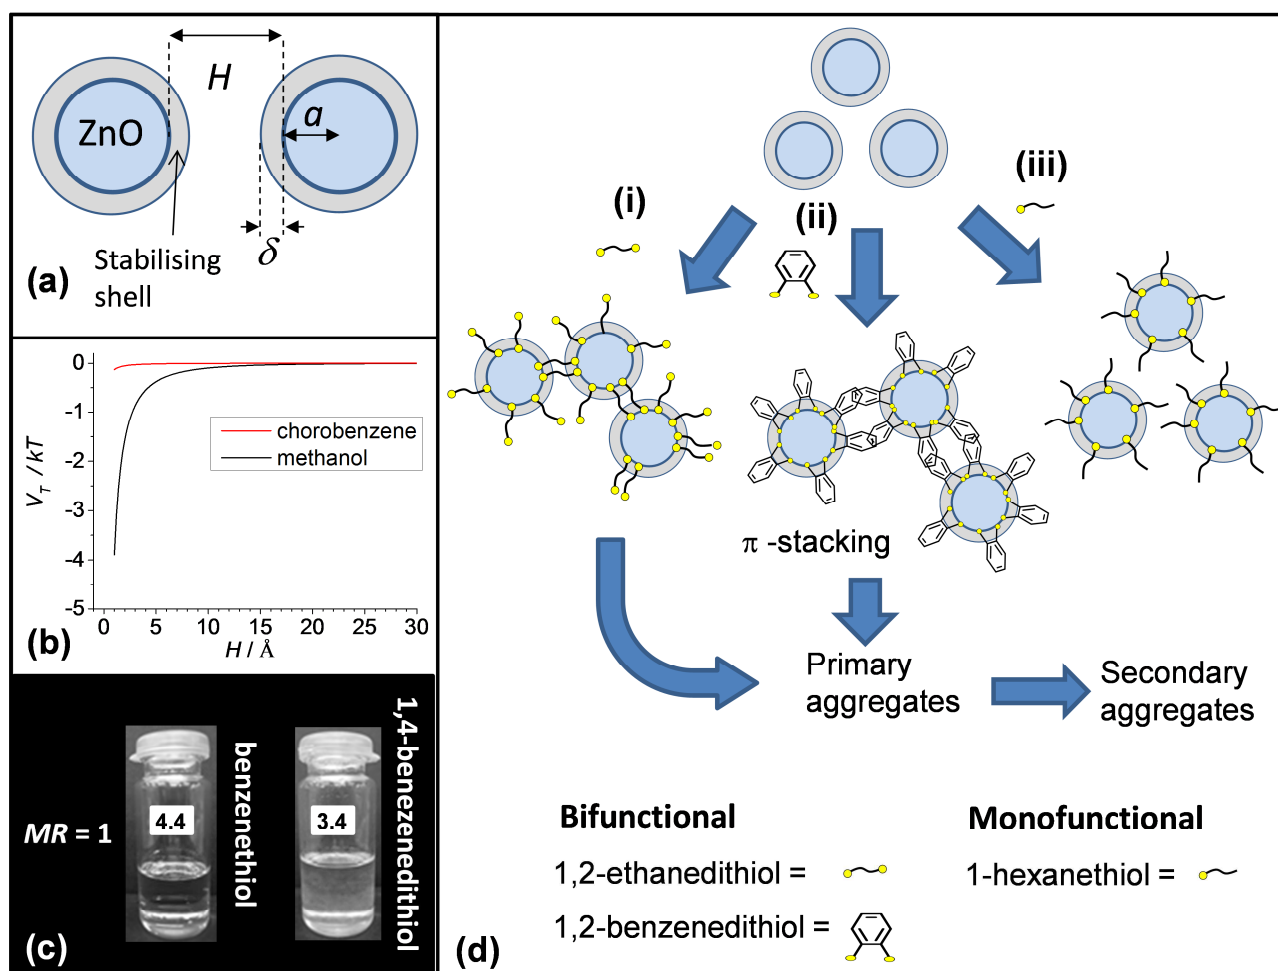 H
a
ZnO
δ
Stabilising
shell
(a)
0
-1
-2
-3
-4
-5
V_T / kT
chorobenzene
methanol
0 5 10 15 20 25 30
H / Å
(b)
MR = 1
4.4
benzenethiol
3.4
1,4-benezenedithiol
(c)
(i)
(ii)
(iii)
π -stacking
Primary
aggregates
Secondary
aggregates
Bifunctional
1,2-ethanedithiol =
1,2-benzenedithiol =
Monofunctional
1-hexanethiol =
(d)